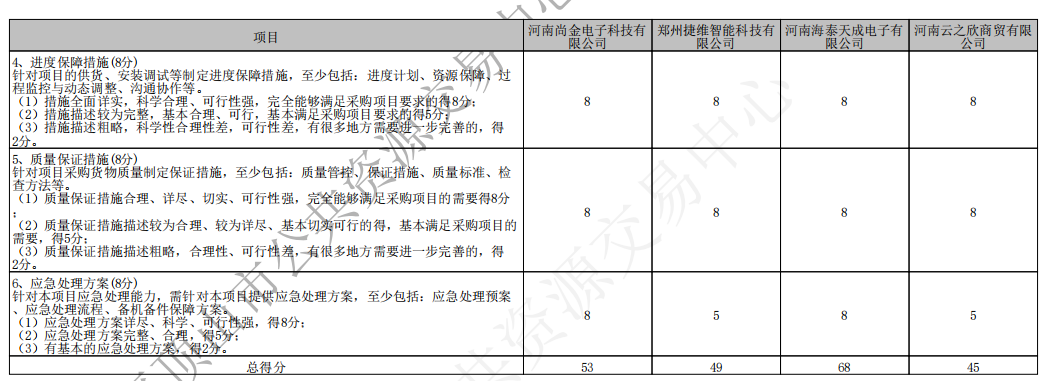 项目
河南尚金电子科技有
限公司
郑州捷维智能科技有
限公司
河南海泰天成电子有
限公司
河南云之欣商贸有限
公司
4、进度保障措施(8分)
针对项目的供货、安装调试等制定进度保障措施，至少包括：进度计划、资源保障、过
程监控与动态调整、沟通协作等。
（1）措施全面详实，科学合理、可行性强，完全能够满足采购项目要求的得8分；
（2）措施描述较为完整，基本合理、可行，基本满足采购项目要求的得5分；
（3）措施描述粗略，科学性合理性差，可行性差，有很多地方需要进一步完善的，得
2分。
8 8 8 8
5、质量保证措施(8分)
针对项目采购货物质量制定保证措施，至少包括：质量管控、保证措施、质量标准、检
查方法等。
（1）质量保证措施合理、详尽、切实、可行性强，完全能够满足采购项目的需要得8分
；
（2）质量保证措施描述较为合理、较为详尽、基本切实可行的得，基本满足采购项目的
需要，得5分；
（3）质量保证措施描述粗略，合理性、可行性差，有很多地方需要进一步完善的，得
2分。
8 8 8 8
6、应急处理方案(8分)
针对本项目应急处理能力，需针对本项目提供应急处理方案，至少包括：应急处理预案
、应急处理流程、备机备件保障方案。
（1）应急处理方案详尽、科学、可行性强，得8分；
（2）应急处理方案完整、合理，得5分；
（3）有基本的应急处理方案，得2分。
8 5 8 5
总得分 53 49 68 45
顶山市公共资源交易中心
共资源交易中心